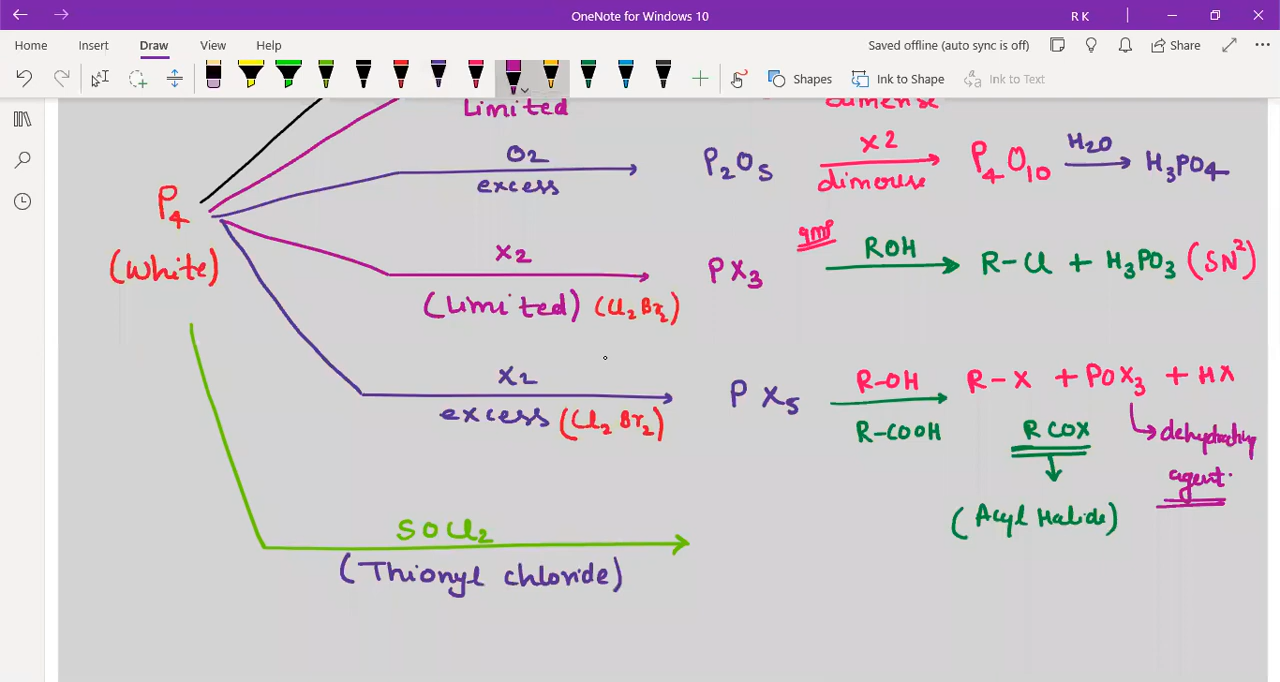 OneNote for Windows 10
R K
Home Insert Draw View Help
Saved offline (auto sync is off)
Share
Shapes
Ink to Shape
Ink to Text
Limited
dimerise
O2
excess
P2O5
X2
dimerise
P4O10
H2O
H3PO4
P4
(White)
X2
(Limited) (Cl2 Br2)
PX3
imp
ROH
R-Cl + H3PO3 (SN²)
X2
excess (Cl2 Br2)
P X5
R-OH
R-COOH
R-X + POX3 + HX
RCOX
(Acyl Halide)
dehydrating
agent.
SOCl2
(Thionyl chloride)